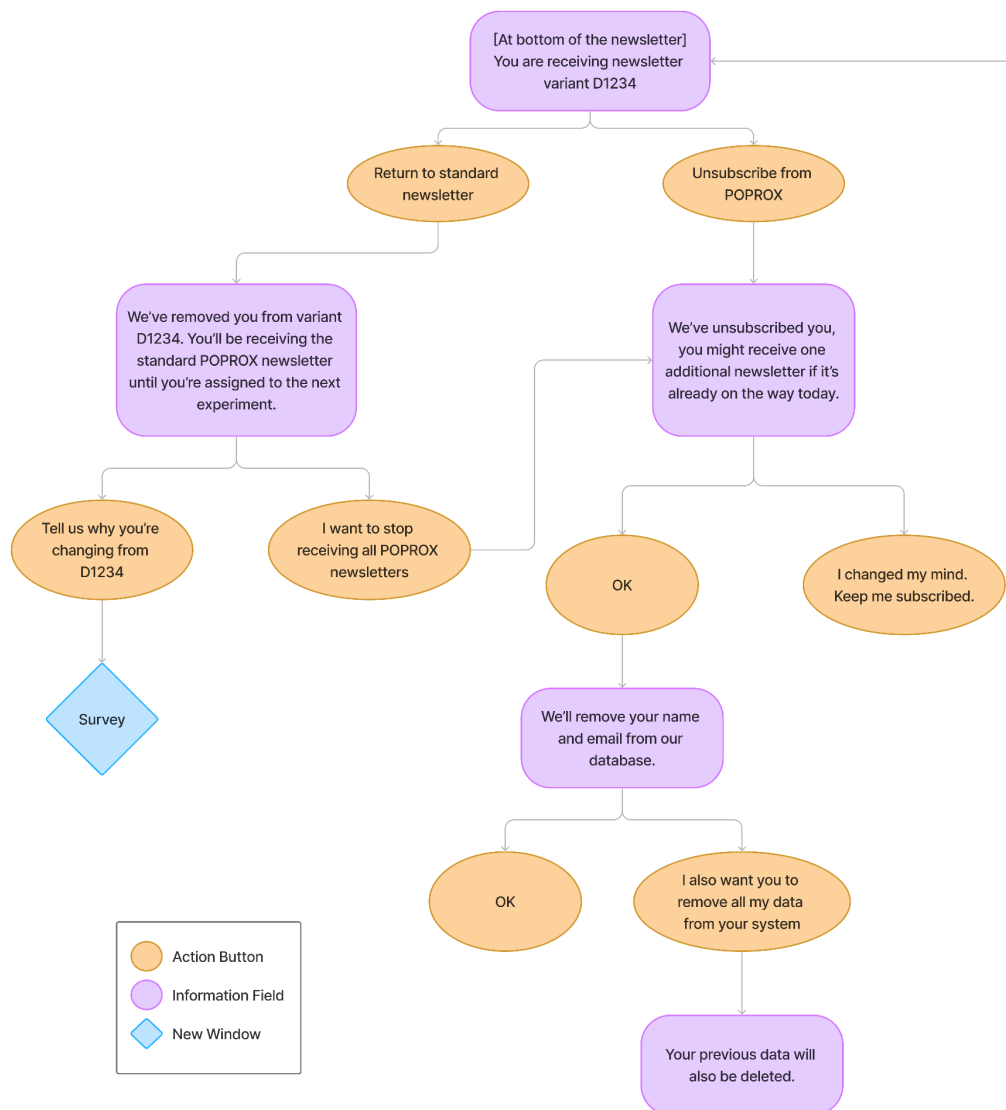 [At bottom of the newsletter]
You are receiving newsletter
variant D1234
Return to standard
newsletter
Unsubscribe from
POPROX
We’ve removed you from variant
D1234. You’ll be receiving the
standard POPROX newsletter
until you’re assigned to the next
experiment.
We’ve unsubscribed you,
you might receive one
additional newsletter if it’s
already on the way today.
Tell us why you’re
changing from
D1234
I want to stop
receiving all POPROX
newsletters
OK
I changed my mind.
Keep me subscribed.
Survey
We’ll remove your name
and email from our
database.
OK
I also want you to
remove all my data
from your system
Action Button
Information Field
New Window
Your previous data will
also be deleted.